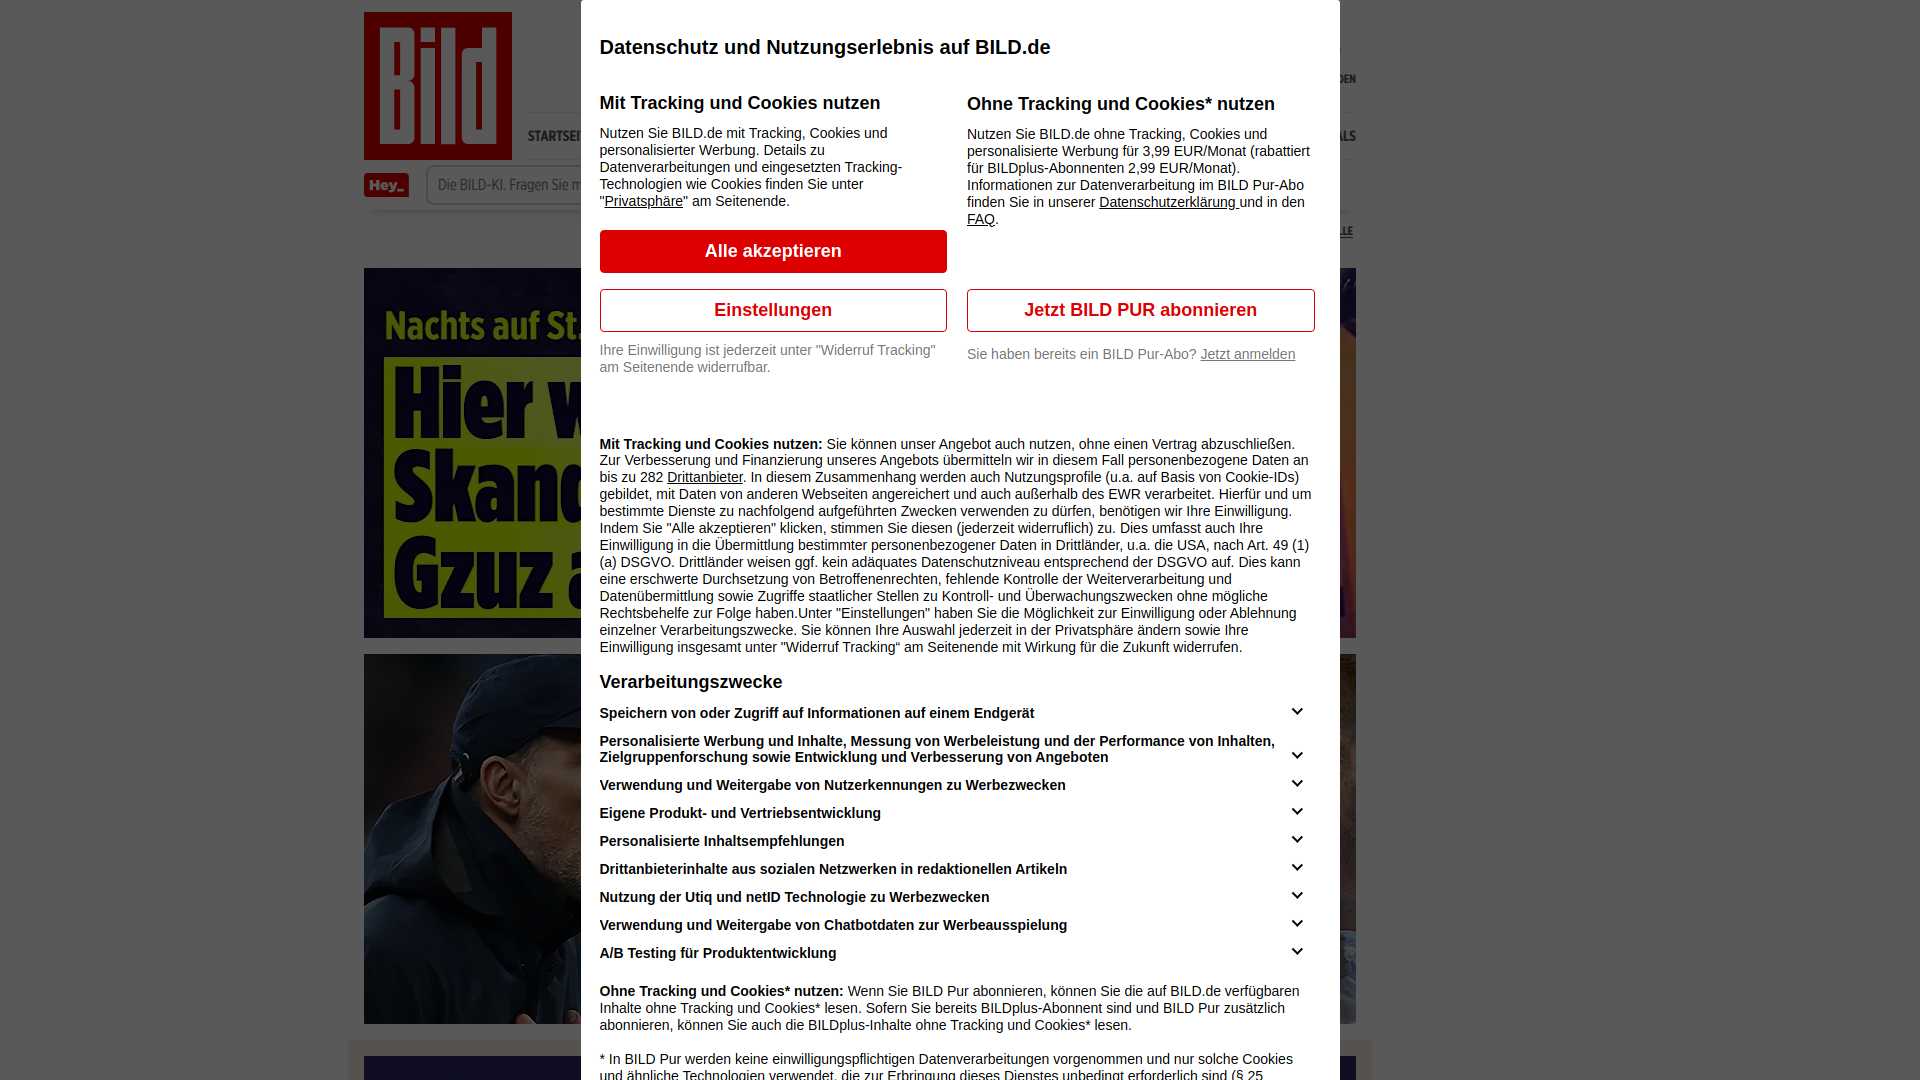 Bild
STARTSEI
Hey_
Die BILD-KI. Fragen Sie m
Nachts auf St.
Hier w
Skand
Gzuz a
DEN
ALS
LLE
Datenschutz und Nutzungserlebnis auf BILD.de
Mit Tracking und Cookies nutzen
Nutzen Sie BILD.de mit Tracking, Cookies und
personalisierter Werbung. Details zu
Datenverarbeitungen und eingesetzten Tracking-
Technologien wie Cookies finden Sie unter
"Privatsphäre" am Seitenende.
Alle akzeptieren
Einstellungen
Ihre Einwilligung ist jederzeit unter "Widerruf Tracking"
am Seitenende widerrufbar.
Ohne Tracking und Cookies* nutzen
Nutzen Sie BILD.de ohne Tracking, Cookies und
personalisierte Werbung für 3,99 EUR/Monat (rabattiert
für BILDplus-Abonnenten 2,99 EUR/Monat).
Informationen zur Datenverarbeitung im BILD Pur-Abo
finden Sie in unserer Datenschutzerklärung und in den
FAQ.
Jetzt BILD PUR abonnieren
Sie haben bereits ein BILD Pur-Abo? Jetzt anmelden
Mit Tracking und Cookies nutzen: Sie können unser Angebot auch nutzen, ohne einen Vertrag abzuschließen.
Zur Verbesserung und Finanzierung unseres Angebots übermitteln wir in diesem Fall personenbezogene Daten an
bis zu 282 Drittanbieter. In diesem Zusammenhang werden auch Nutzungsprofile (u.a. auf Basis von Cookie-IDs)
gebildet, mit Daten von anderen Webseiten angereichert und auch außerhalb des EWR verarbeitet. Hierfür und um
bestimmte Dienste zu nachfolgend aufgeführten Zwecken verwenden zu dürfen, benötigen wir Ihre Einwilligung.
Indem Sie "Alle akzeptieren" klicken, stimmen Sie diesen (jederzeit widerruflich) zu. Dies umfasst auch Ihre
Einwilligung in die Übermittlung bestimmter personenbezogener Daten in Drittländer, u.a. die USA, nach Art. 49 (1)
(a) DSGVO. Drittländer weisen ggf. kein adäquates Datenschutzniveau entsprechend der DSGVO auf. Dies kann
eine erschwerte Durchsetzung von Betroffenenrechten, fehlende Kontrolle der Weiterverarbeitung und
Datenübermittlung sowie Zugriffe staatlicher Stellen zu Kontroll- und Überwachungszwecken ohne mögliche
Rechtsbehelfe zur Folge haben.Unter "Einstellungen" haben Sie die Möglichkeit zur Einwilligung oder Ablehnung
einzelner Verarbeitungszwecke. Sie können Ihre Auswahl jederzeit in der Privatsphäre ändern sowie Ihre
Einwilligung insgesamt unter "Widerruf Tracking“ am Seitenende mit Wirkung für die Zukunft widerrufen.
Verarbeitungszwecke
Speichern von oder Zugriff auf Informationen auf einem Endgerät
Personalisierte Werbung und Inhalte, Messung von Werbeleistung und der Performance von Inhalten,
Zielgruppenforschung sowie Entwicklung und Verbesserung von Angeboten
Verwendung und Weitergabe von Nutzerkennungen zu Werbezwecken
Eigene Produkt- und Vertriebsentwicklung
Personalisierte Inhaltsempfehlungen
Drittanbieterinhalte aus sozialen Netzwerken in redaktionellen Artikeln
Nutzung der Utiq und netID Technologie zu Werbezwecken
Verwendung und Weitergabe von Chatbotdaten zur Werbeausspielung
A/B Testing für Produktentwicklung
Ohne Tracking und Cookies* nutzen: Wenn Sie BILD Pur abonnieren, können Sie die auf BILD.de verfügbaren
Inhalte ohne Tracking und Cookies* lesen. Sofern Sie bereits BILDplus-Abonnent sind und BILD Pur zusätzlich
abonnieren, können Sie auch die BILDplus-Inhalte ohne Tracking und Cookies* lesen.
* In BILD Pur werden keine einwilligungspflichtigen Datenverarbeitungen vorgenommen und nur solche Cookies
und ähnliche Technologien verwendet, die zur Erbringung dieses Dienstes unbedingt erforderlich sind (§ 25